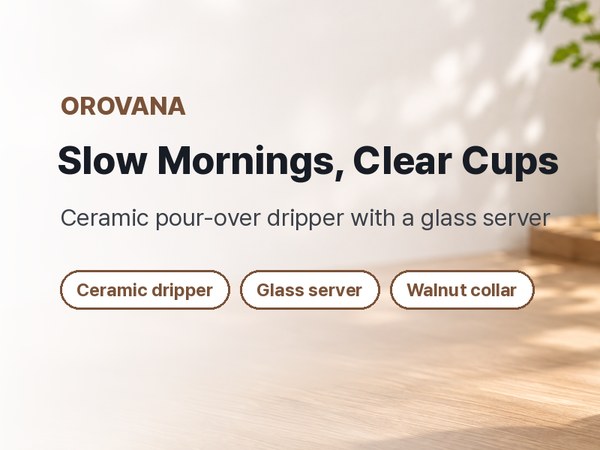 OROVANA
Slow Mornings, Clear Cups
Ceramic pour-over dripper with a glass server
Ceramic dripper Glass server Walnut collar